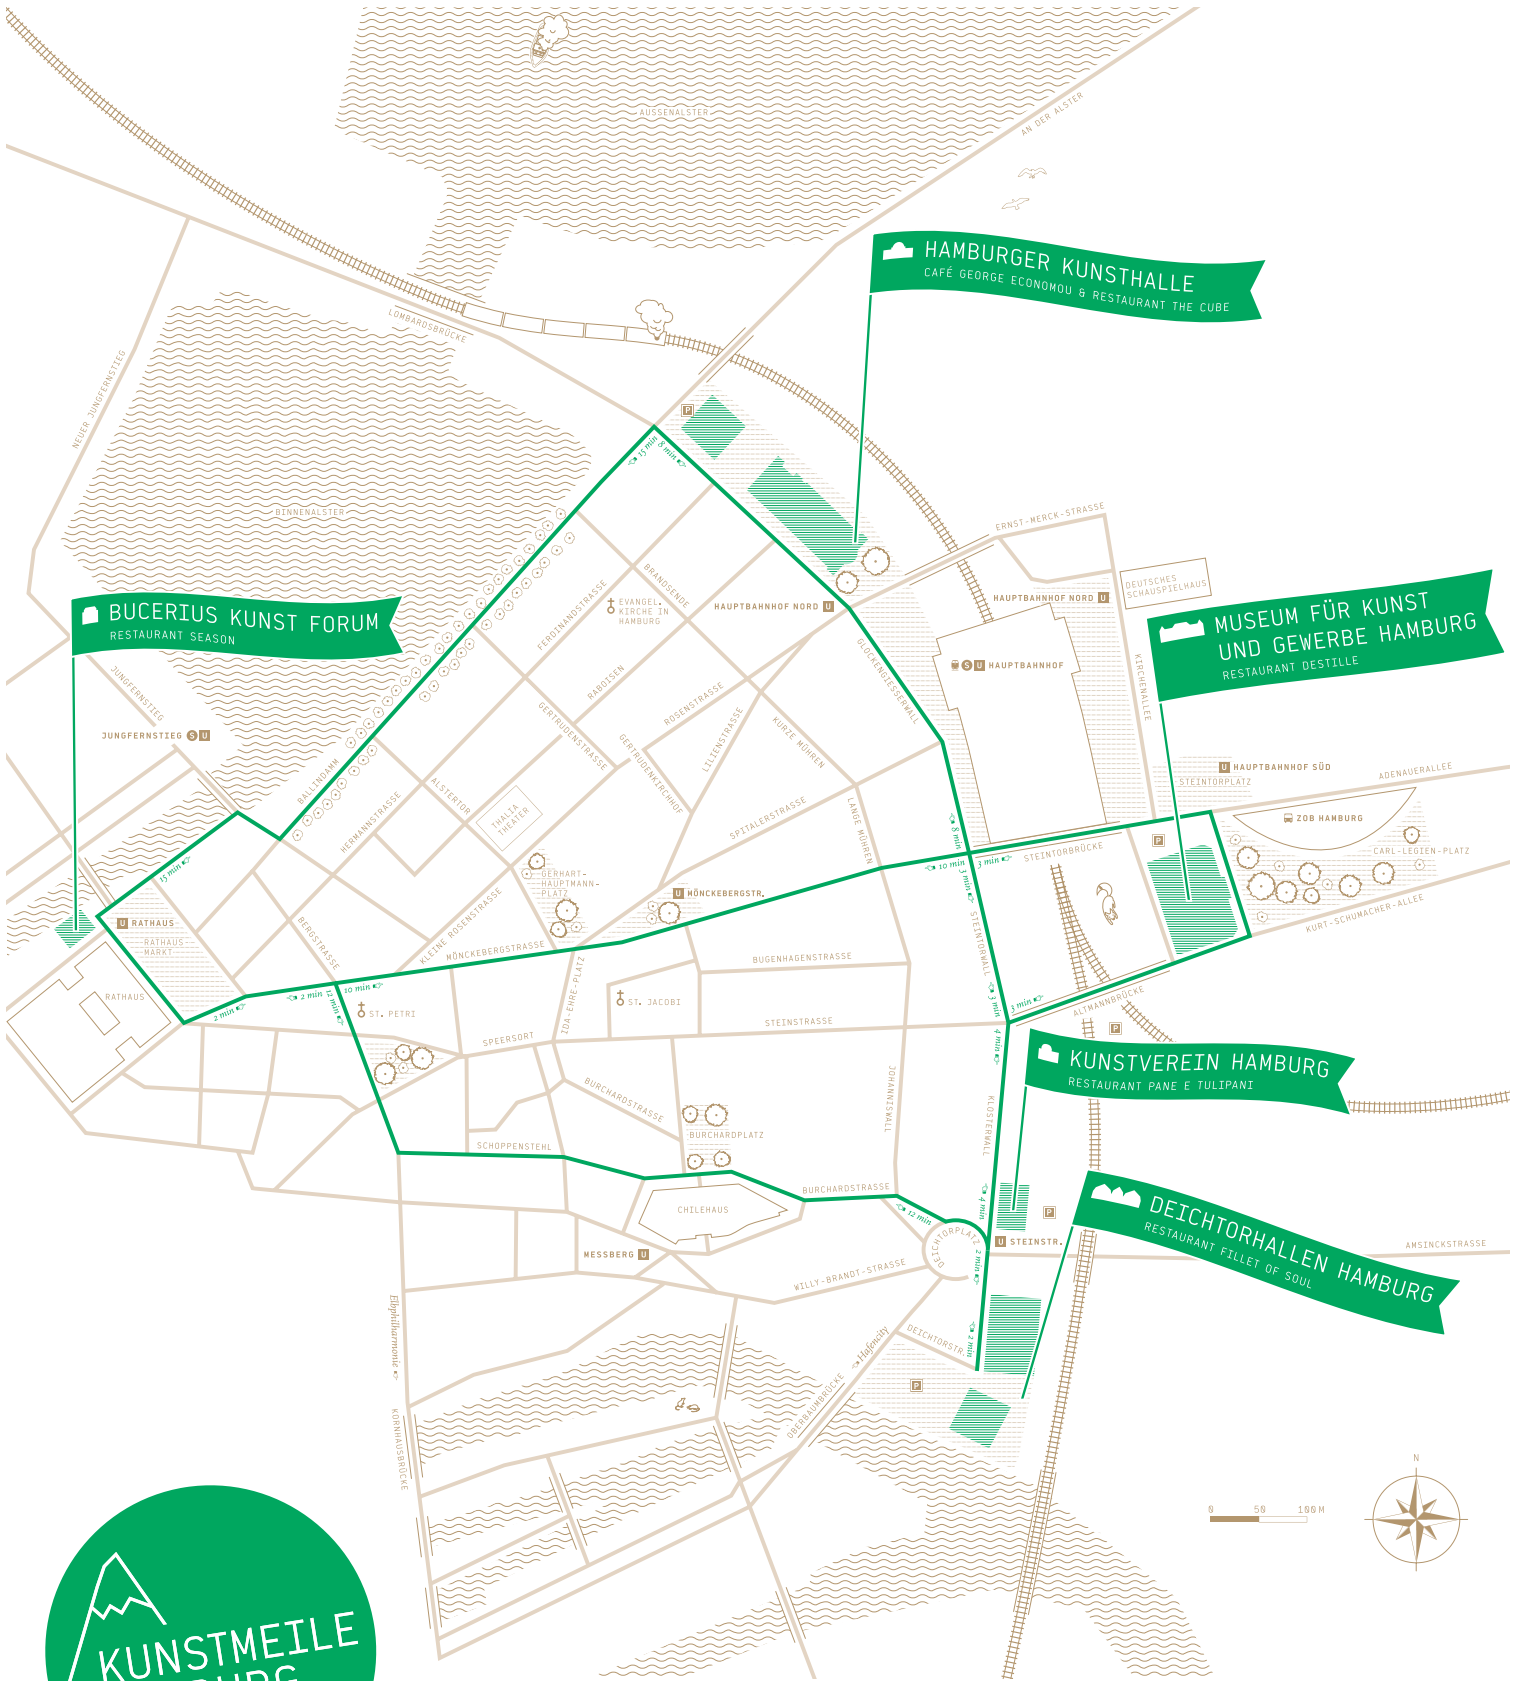 AUSSENALSTER
AN DER ALSTER
HAMBURGER KUNSTHALLE
CAFÉ GEORGE ECONOMOU & RESTAURANT THE CUBE
LOMBARDSBRÜCKE
NEUER JUNGFERNSTIEG
P
15 min
8 min
BINNENALSTER
ERNST-MERCK-STRASSE
BRANDSENDE
FERDINANDSTRASSE
EVANGEL.
KIRCHE IN
HAMBURG
HAUPTBAHNHOF NORD U
HAUPTBAHNHOF NORD U
DEUTSCHES
SCHAUSPIELHAUS
BUCERIUS KUNST FORUM
RESTAURANT SEASON
MUSEUM FÜR KUNST
UND GEWERBE HAMBURG
RESTAURANT DESTILLE
GLOCKENGIESSERWALL
S U HAUPTBAHNHOF
KIRCHENALLEE
JUNGFERNSTIEG
JUNGFERNSTIEG S U
RABOISEN
ROSENSTRASSE
GERTRUDENSTRASSE
GERTRUDENKIRCHHOF
LILIENSTRASSE
KURZE MÜHREN
U HAUPTBAHNHOF SÜD
STEINTORPLATZ
ADENAUERALLEE
BALLINDAMM
ALSTERTOR
HERMANNSTRASSE
THALIA
THEATER
SPITALERSTRASSE
LANGE MÜHREN
8 min
ZOB HAMBURG
P
CARL-LEGIEN-PLATZ
STEINTORBRÜCKE
10 min
3 min
3 min
15 min
GERHART-
HAUPTMANN-
PLATZ
U MÖNCKEBERGSTR.
KURT-SCHUMACHER-ALLEE
U RATHAUS
RATHAUS
MARKT
BERGSTRASSE
KLEINE ROSENSTRASSE
MÖNCKEBERGSTRASSE
BUGENHAGENSTRASSE
STEINTORWALL
RATHAUS
2 min
2 min
12 min
10 min
ST. PETRI
IDA-EHRE-PLATZ
ST. JACOBI
STEINSTRASSE
3 min
3 min
ALTMANNBRÜCKE
P
SPEERSORT
4 min
KUNSTVEREIN HAMBURG
RESTAURANT PANE E TULIPANI
BURCHARDSTRASSE
JOHANNISWALL
KLOSTERWALL
BURCHARDPLATZ
SCHOPPENSTEHL
BURCHARDSTRASSE
CHILEHAUS
12 min
4 min
P
DEICHTORHALLEN HAMBURG
RESTAURANT FILLET OF SOUL
DEICHTORPLATZ
U STEINSTR.
AMSINCKSTRASSE
MESSBERG U
WILLY-BRANDT-STRASSE
2 min
Elbphilharmonie
DEICHTORSTR.
2 min
Hafencity
P
OBERBAUMBRÜCKE
KORNHAUSBRÜCKE
N
0 50 100M
KUNSTMEILE